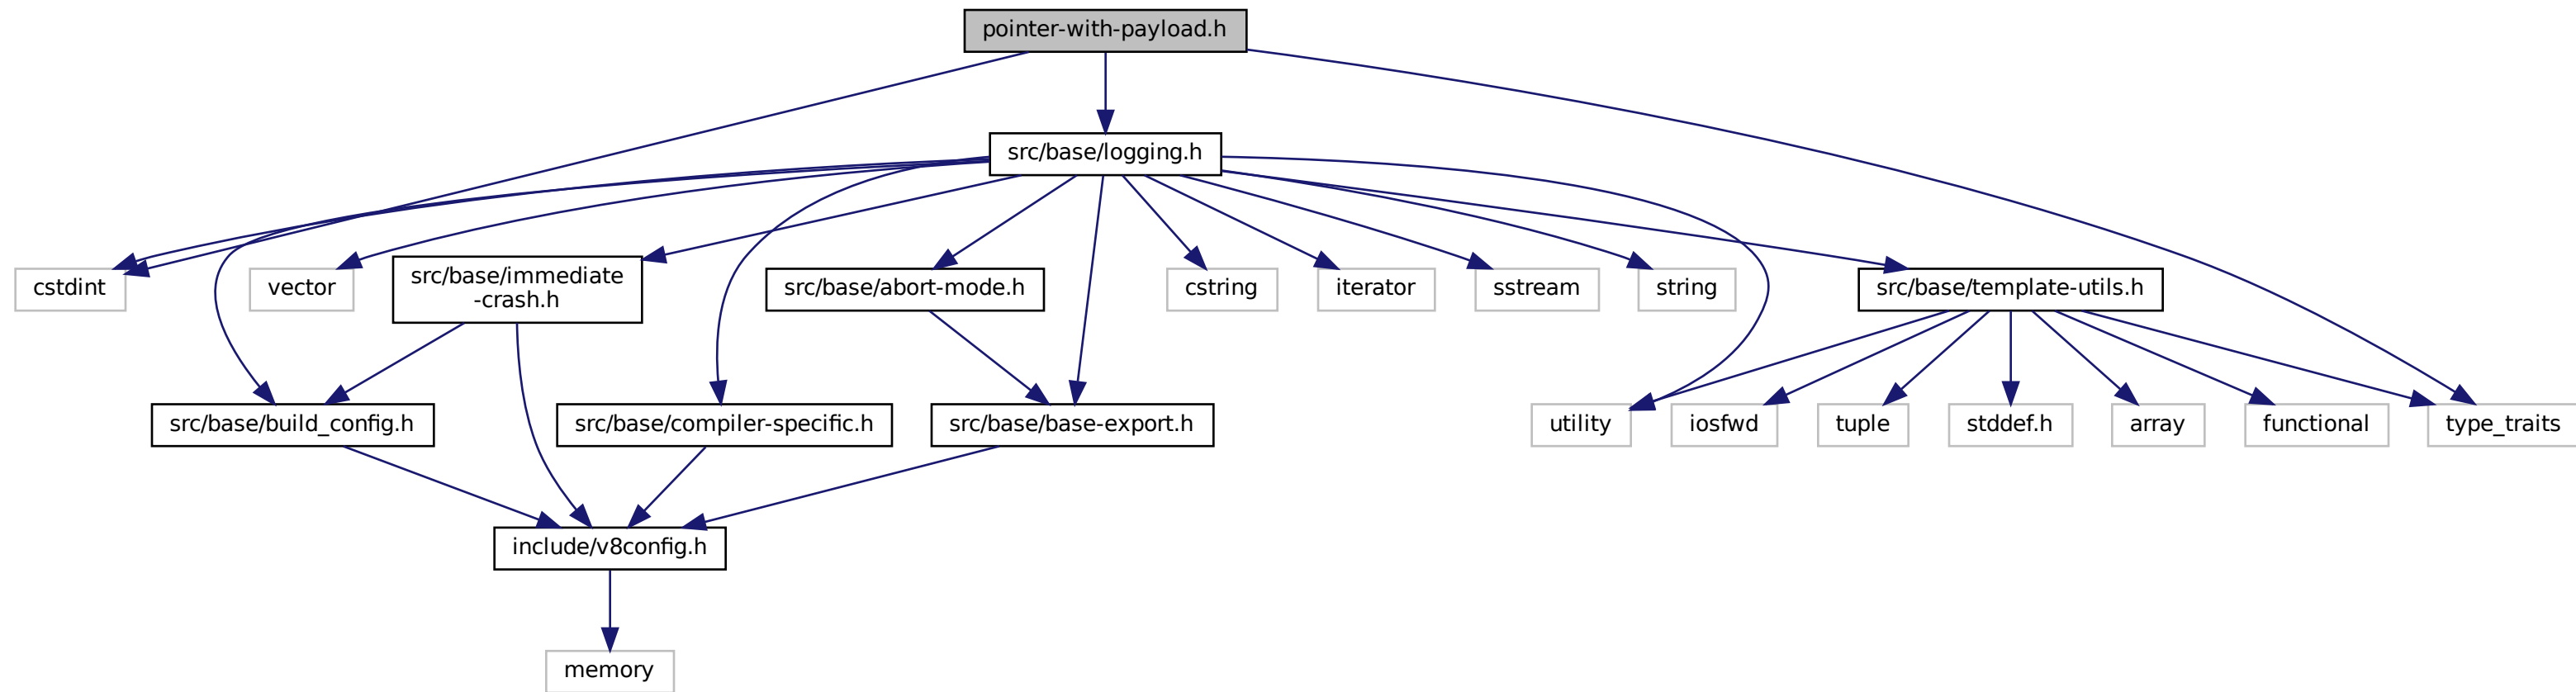 pointer-with-payload.h
src/base/logging.h
cstdint
vector
src/base/immediate
-crash.h
src/base/abort-mode.h
cstring
iterator
sstream
string
src/base/template-utils.h
src/base/build_config.h
src/base/compiler-specific.h
src/base/base-export.h
utility
iosfwd
tuple
stddef.h
array
functional
type_traits
include/v8config.h
memory